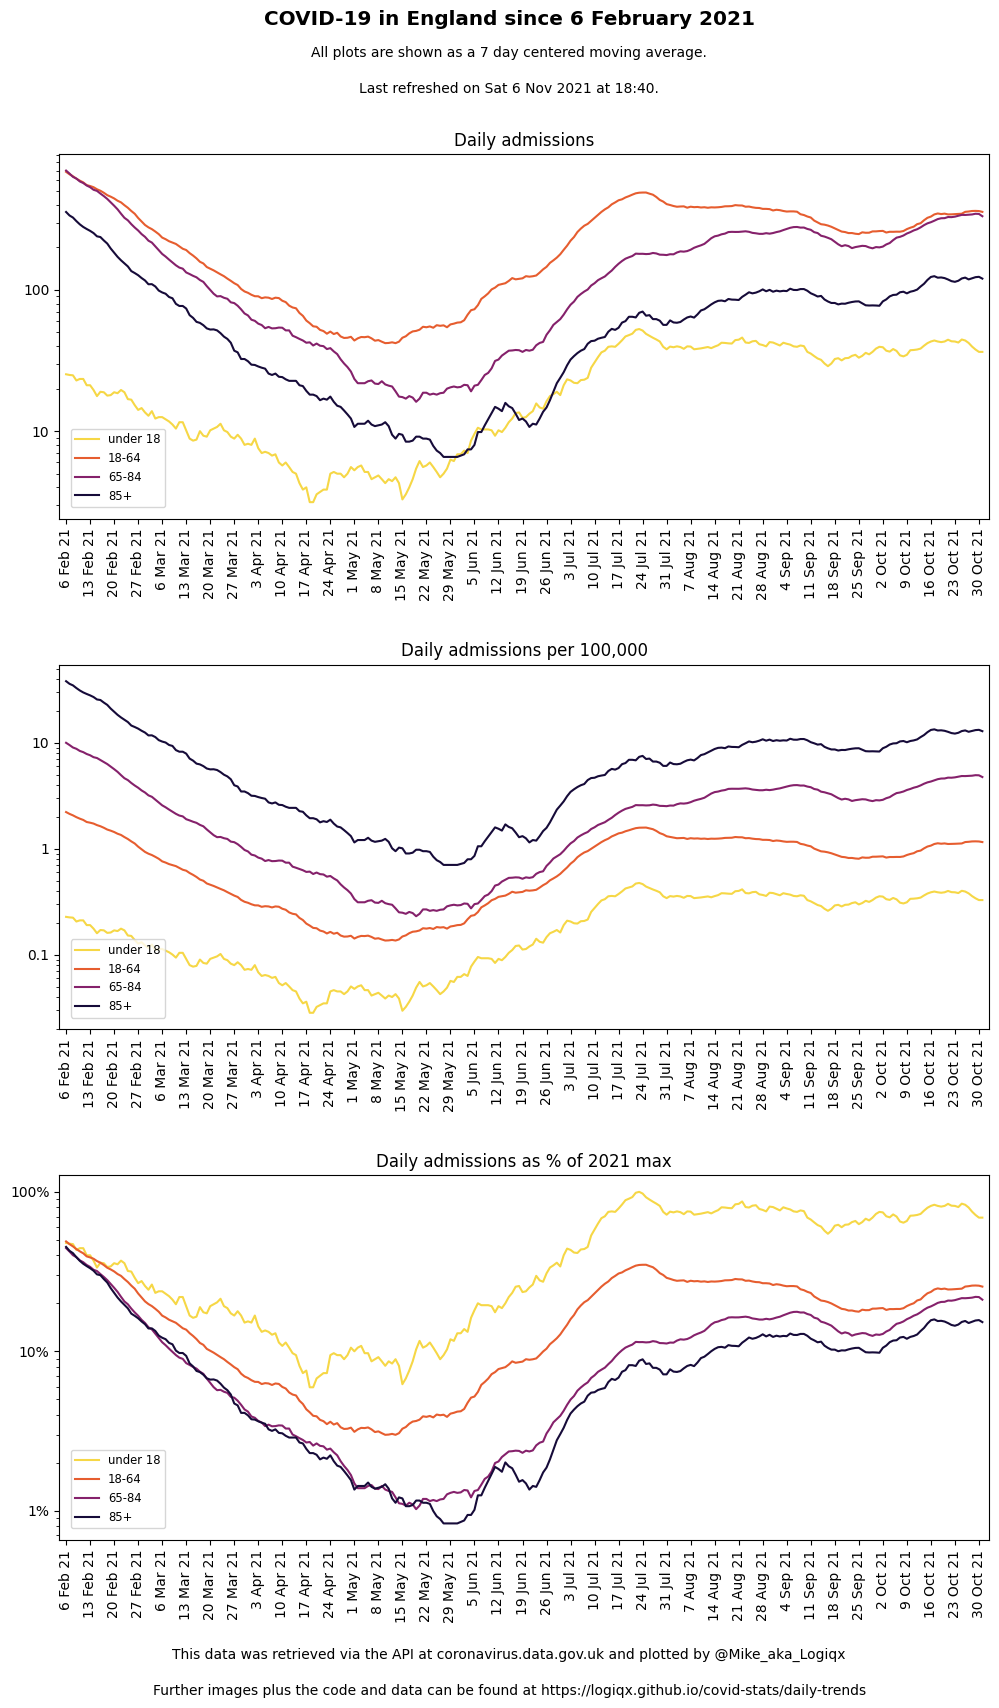 COVID-19 in England since 6 February 2021
All plots are shown as a 7 day centered moving average.
Last refreshed on Sat 6 Nov 2021 at 18:40.
Daily admissions
100
10
under 18
18-64
65-84
85+
6 Feb 21
13 Feb 21
20 Feb 21
27 Feb 21
6 Mar 21
13 Mar 21
20 Mar 21
27 Mar 21
3 Apr 21
10 Apr 21
17 Apr 21
24 Apr 21
1 May 21
8 May 21
15 May 21
22 May 21
29 May 21
5 Jun 21
12 Jun 21
19 Jun 21
26 Jun 21
3 Jul 21
10 Jul 21
17 Jul 21
24 Jul 21
31 Jul 21
7 Aug 21
14 Aug 21
21 Aug 21
28 Aug 21
4 Sep 21
11 Sep 21
18 Sep 21
25 Sep 21
2 Oct 21
9 Oct 21
16 Oct 21
23 Oct 21
30 Oct 21
Daily admissions per 100,000
10
1
0.1
under 18
18-64
65-84
85+
6 Feb 21
13 Feb 21
20 Feb 21
27 Feb 21
6 Mar 21
13 Mar 21
20 Mar 21
27 Mar 21
3 Apr 21
10 Apr 21
17 Apr 21
24 Apr 21
1 May 21
8 May 21
15 May 21
22 May 21
29 May 21
5 Jun 21
12 Jun 21
19 Jun 21
26 Jun 21
3 Jul 21
10 Jul 21
17 Jul 21
24 Jul 21
31 Jul 21
7 Aug 21
14 Aug 21
21 Aug 21
28 Aug 21
4 Sep 21
11 Sep 21
18 Sep 21
25 Sep 21
2 Oct 21
9 Oct 21
16 Oct 21
23 Oct 21
30 Oct 21
Daily admissions as % of 2021 max
100%
10%
1%
under 18
18-64
65-84
85+
6 Feb 21
13 Feb 21
20 Feb 21
27 Feb 21
6 Mar 21
13 Mar 21
20 Mar 21
27 Mar 21
3 Apr 21
10 Apr 21
17 Apr 21
24 Apr 21
1 May 21
8 May 21
15 May 21
22 May 21
29 May 21
5 Jun 21
12 Jun 21
19 Jun 21
26 Jun 21
3 Jul 21
10 Jul 21
17 Jul 21
24 Jul 21
31 Jul 21
7 Aug 21
14 Aug 21
21 Aug 21
28 Aug 21
4 Sep 21
11 Sep 21
18 Sep 21
25 Sep 21
2 Oct 21
9 Oct 21
16 Oct 21
23 Oct 21
30 Oct 21
This data was retrieved via the API at coronavirus.data.gov.uk and plotted by @Mike_aka_Logiqx
Further images plus the code and data can be found at https://logiqx.github.io/covid-stats/daily-trends